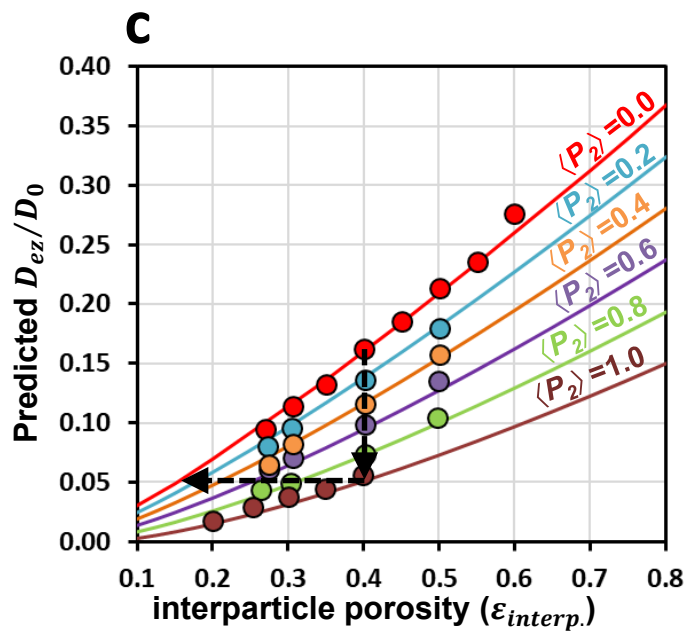 c
Predicted D_ez/D_0
0.40
0.35
0.30
0.25
0.20
0.15
0.10
0.05
0.00
⟨P_2⟩=0.0
⟨P_2⟩=0.2
⟨P_2⟩=0.4
⟨P_2⟩=0.6
⟨P_2⟩=0.8
⟨P_2⟩=1.0
0.1 0.2 0.3 0.4 0.5 0.6 0.7 0.8
interparticle porosity (ε_interp.)